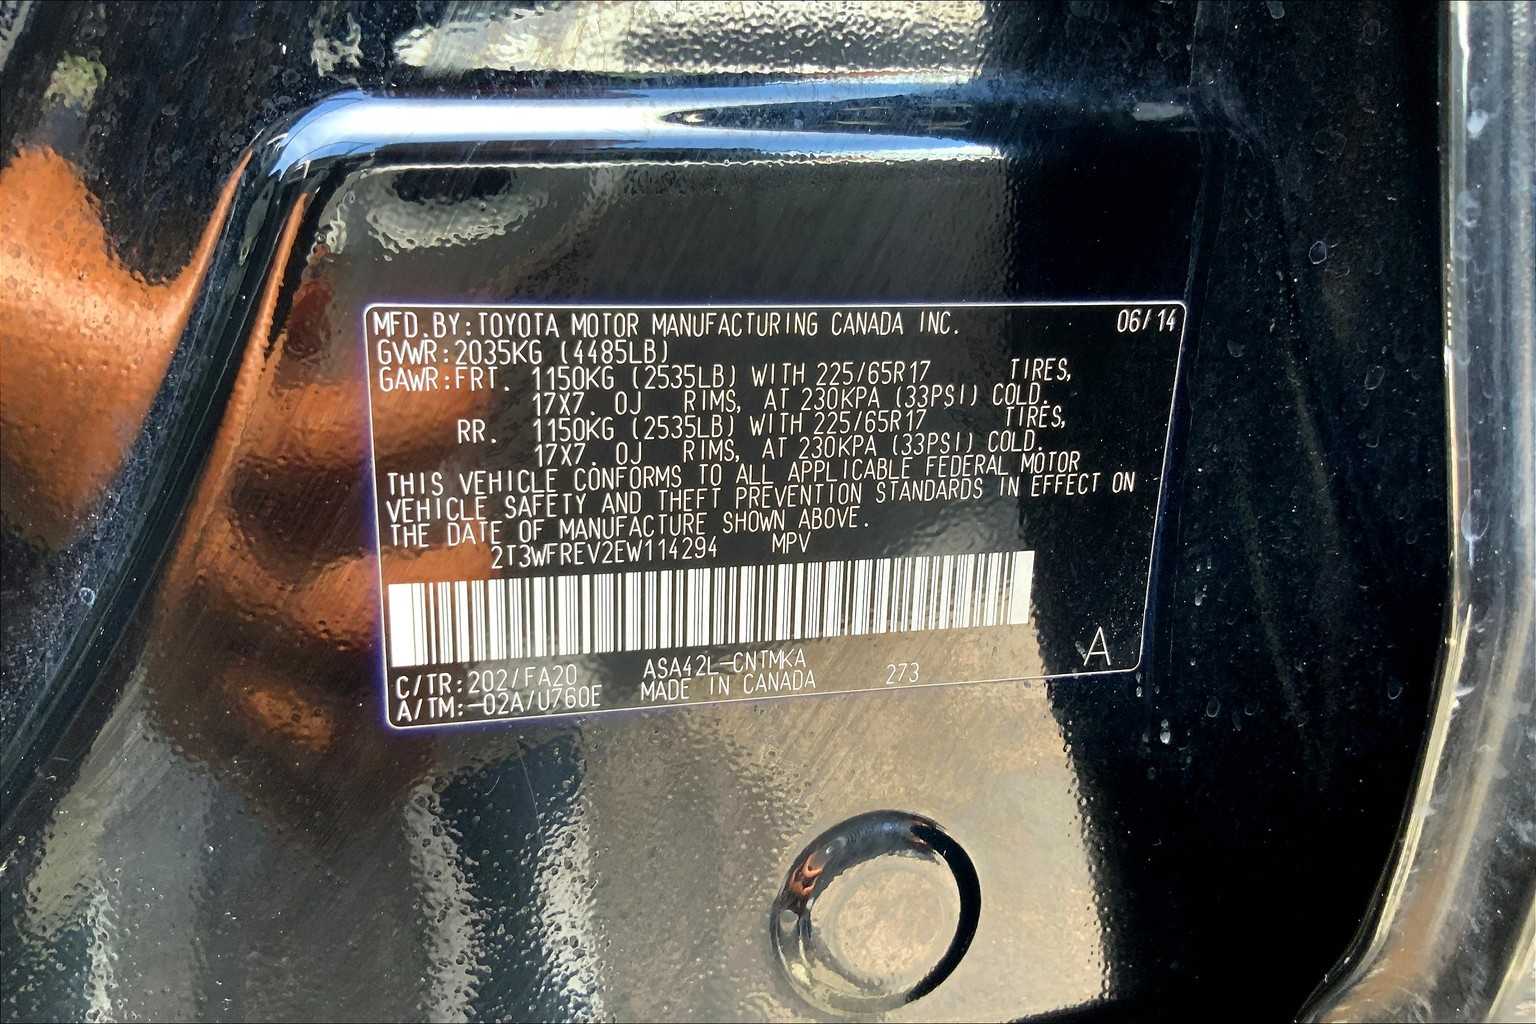 MFD.BY:TOYOTA MOTOR MANUFACTURING CANADA INC. 06/14
GVWR:2035KG (4485LB)
GAWR:FRT. 1150KG (2535LB) WITH 225/65R17 TIRES,
17X7.0J RIMS, AT 230KPA (33PSI) COLD.
RR. 1150KG (2535LB) WITH 225/65R17 TIRES,
17X7.0J RIMS, AT 230KPA (33PSI) COLD.
THIS VEHICLE CONFORMS TO ALL APPLICABLE FEDERAL MOTOR
VEHICLE SAFETY AND THEFT PREVENTION STANDARDS IN EFFECT ON
THE DATE OF MANUFACTURE SHOWN ABOVE.
2T3WFREV2EW114294 MPV
C/TR:202/FA20 ASA42L-CNTMKA 273 A
A/TM:-02A/U760E MADE IN CANADA